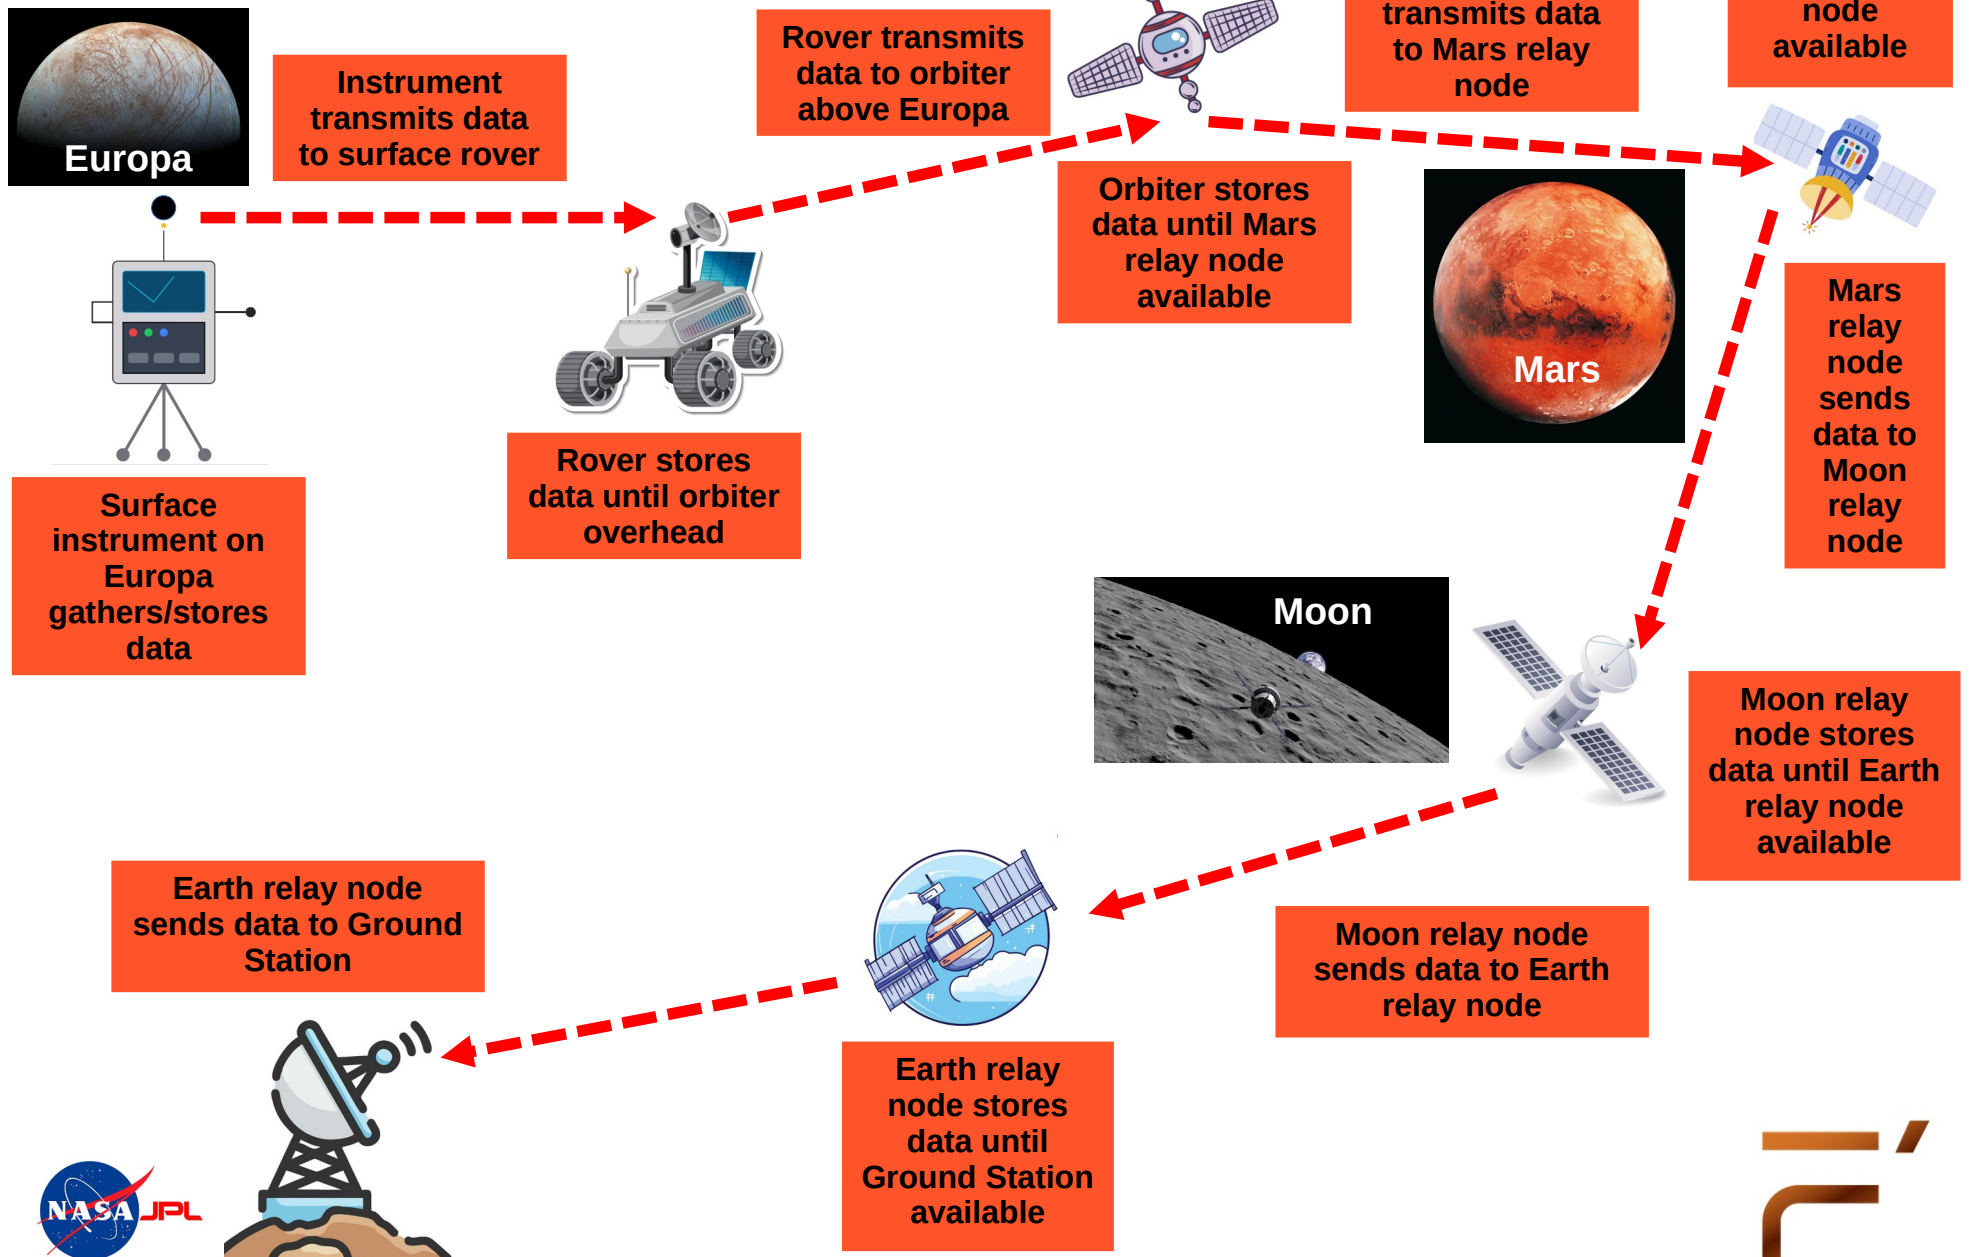 Europa
Instrument
transmits data
to surface rover
Rover transmits
data to orbiter
above Europa
transmits data
to Mars relay
node
node
available
Orbiter stores
data until Mars
relay node
available
Mars
Mars
relay
node
sends
data to
Moon
relay
node
Surface
instrument on
Europa
gathers/stores
data
Rover stores
data until orbiter
overhead
Moon
Moon relay
node stores
data until Earth
relay node
available
Earth relay node
sends data to Ground
Station
Moon relay node
sends data to Earth
relay node
Earth relay
node stores
data until
Ground Station
available
NASA JPL